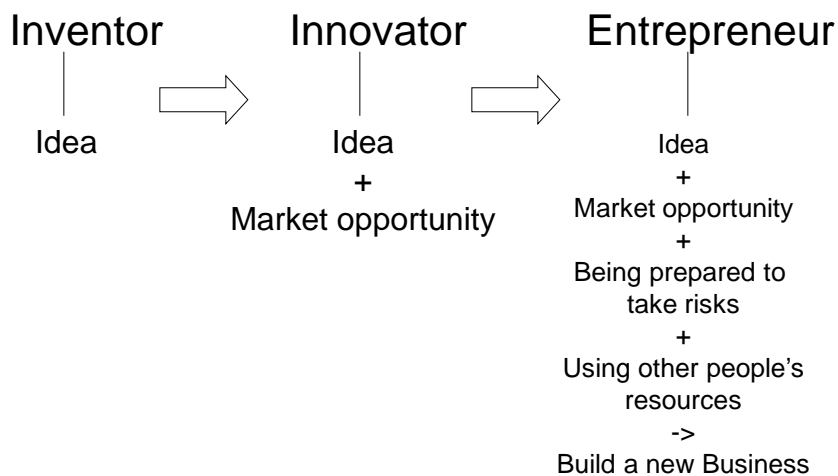 Inventor
Idea
Innovator
Idea
+
Market opportunity
Entrepreneur
Idea
+
Market opportunity
+
Being prepared to
take risks
+
Using other people’s
resources
->
Build a new Business